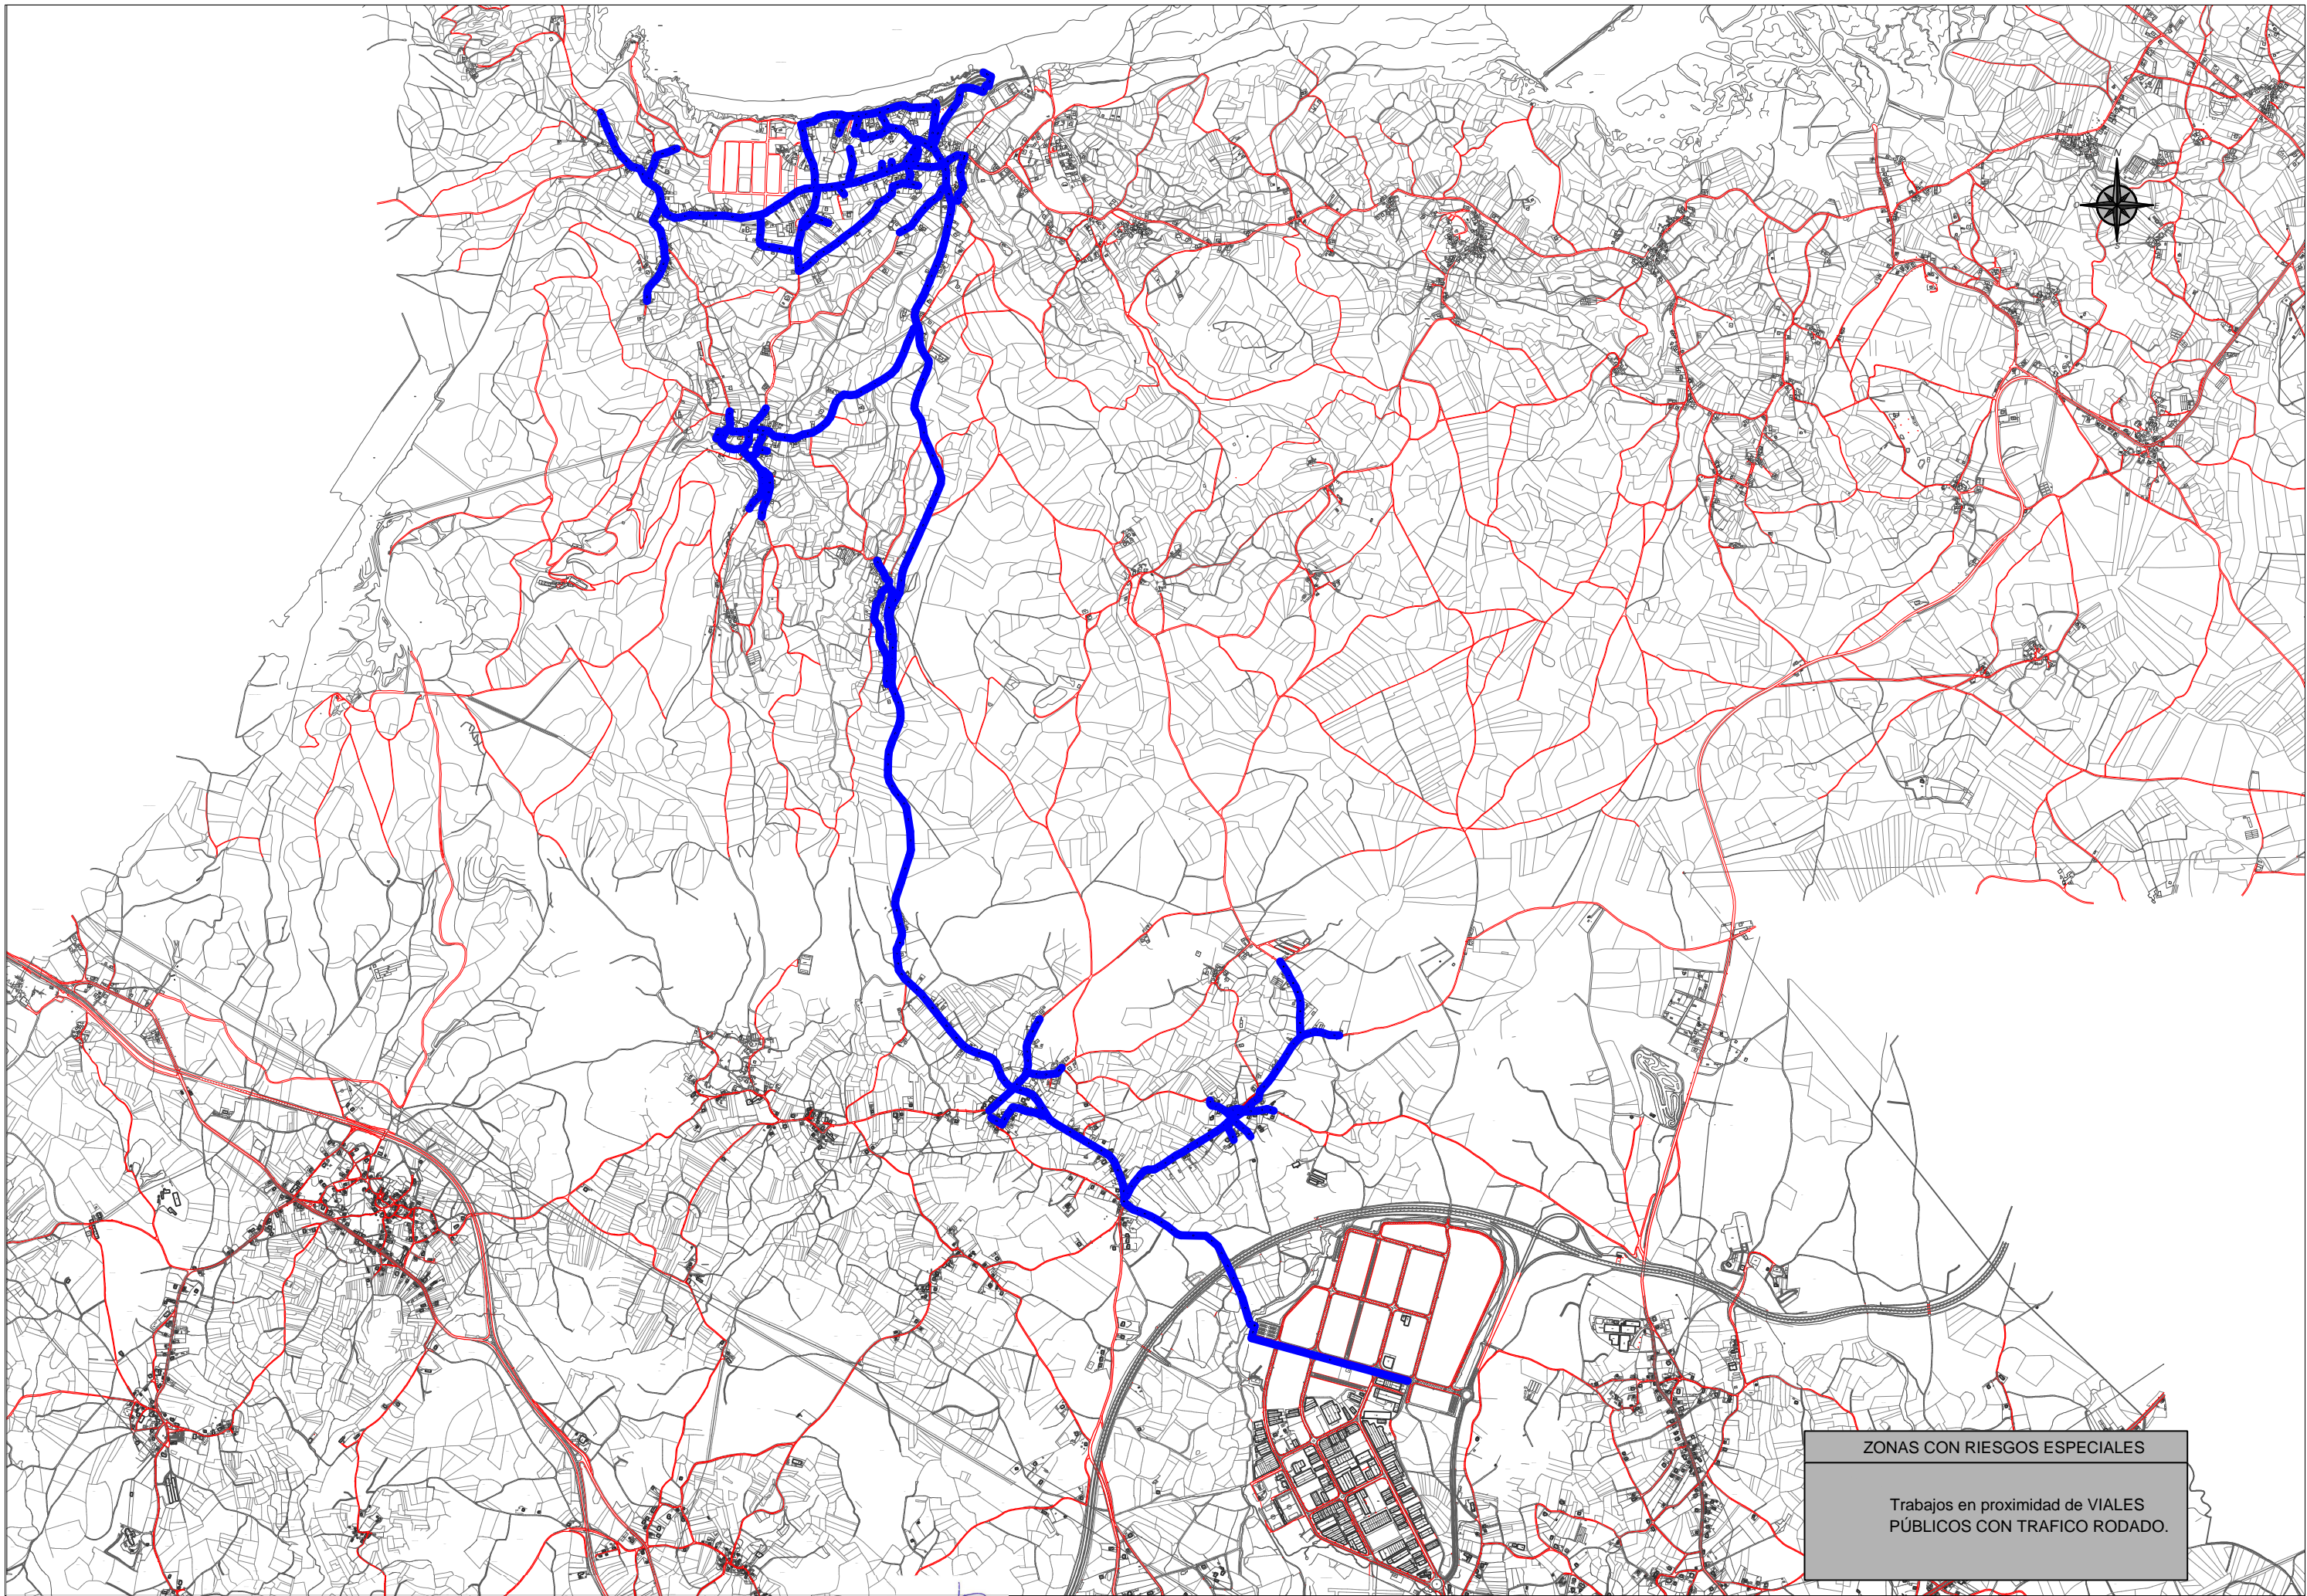 N
E
S
ZONAS CON RIESGOS ESPECIALES
Trabajos en proximidad de VIALES
PÚBLICOS CON TRAFICO RODADO.